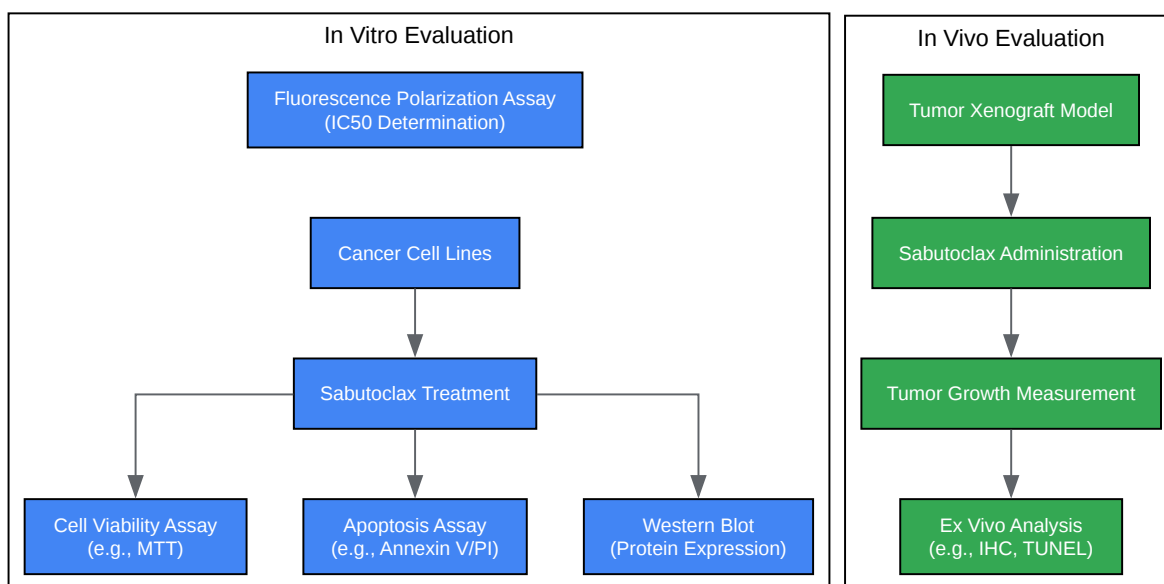 In Vitro Evaluation
Fluorescence Polarization Assay
(IC50 Determination)
Cancer Cell Lines
Sabutoclax Treatment
Cell Viability Assay
(e.g., MTT)
Apoptosis Assay
(e.g., Annexin V/PI)
Western Blot
(Protein Expression)
In Vivo Evaluation
Tumor Xenograft Model
Sabutoclax Administration
Tumor Growth Measurement
Ex Vivo Analysis
(e.g., IHC, TUNEL)